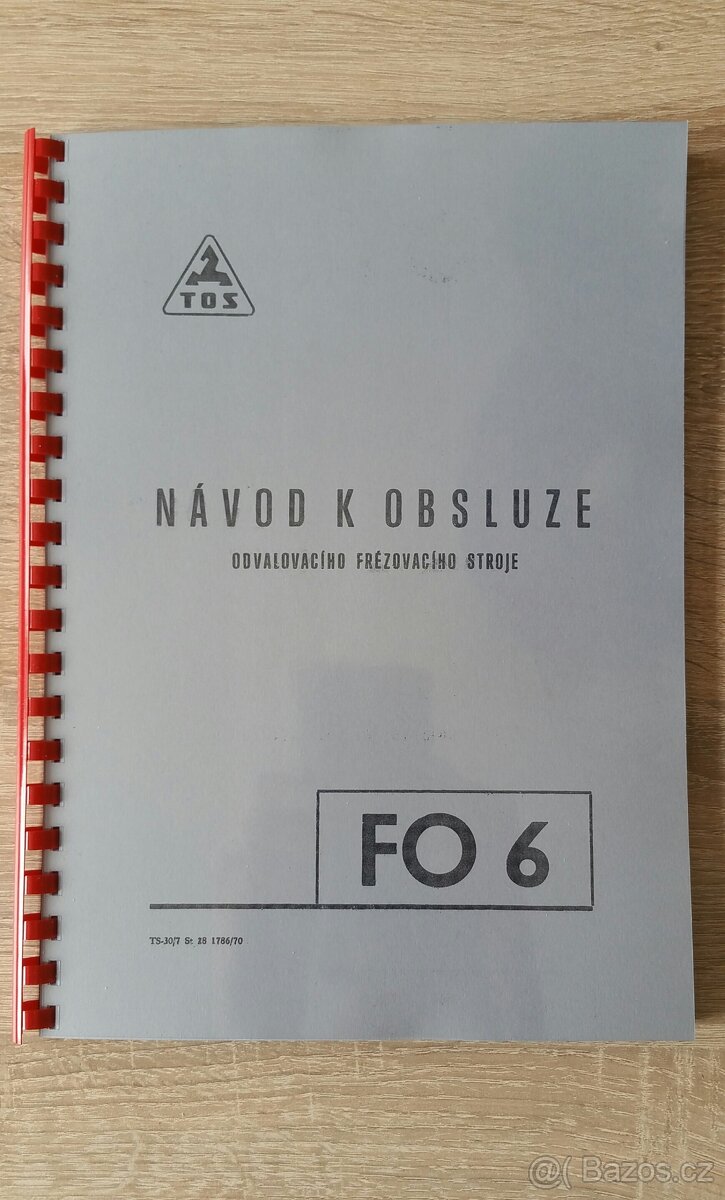 TOS
NÁVOD K OBSLUZE
ODVALOVACÍHO FRÉZOVACÍHO STROJE
FO 6
TS-30/7 St 28 1786/70
@( Bazos.cz